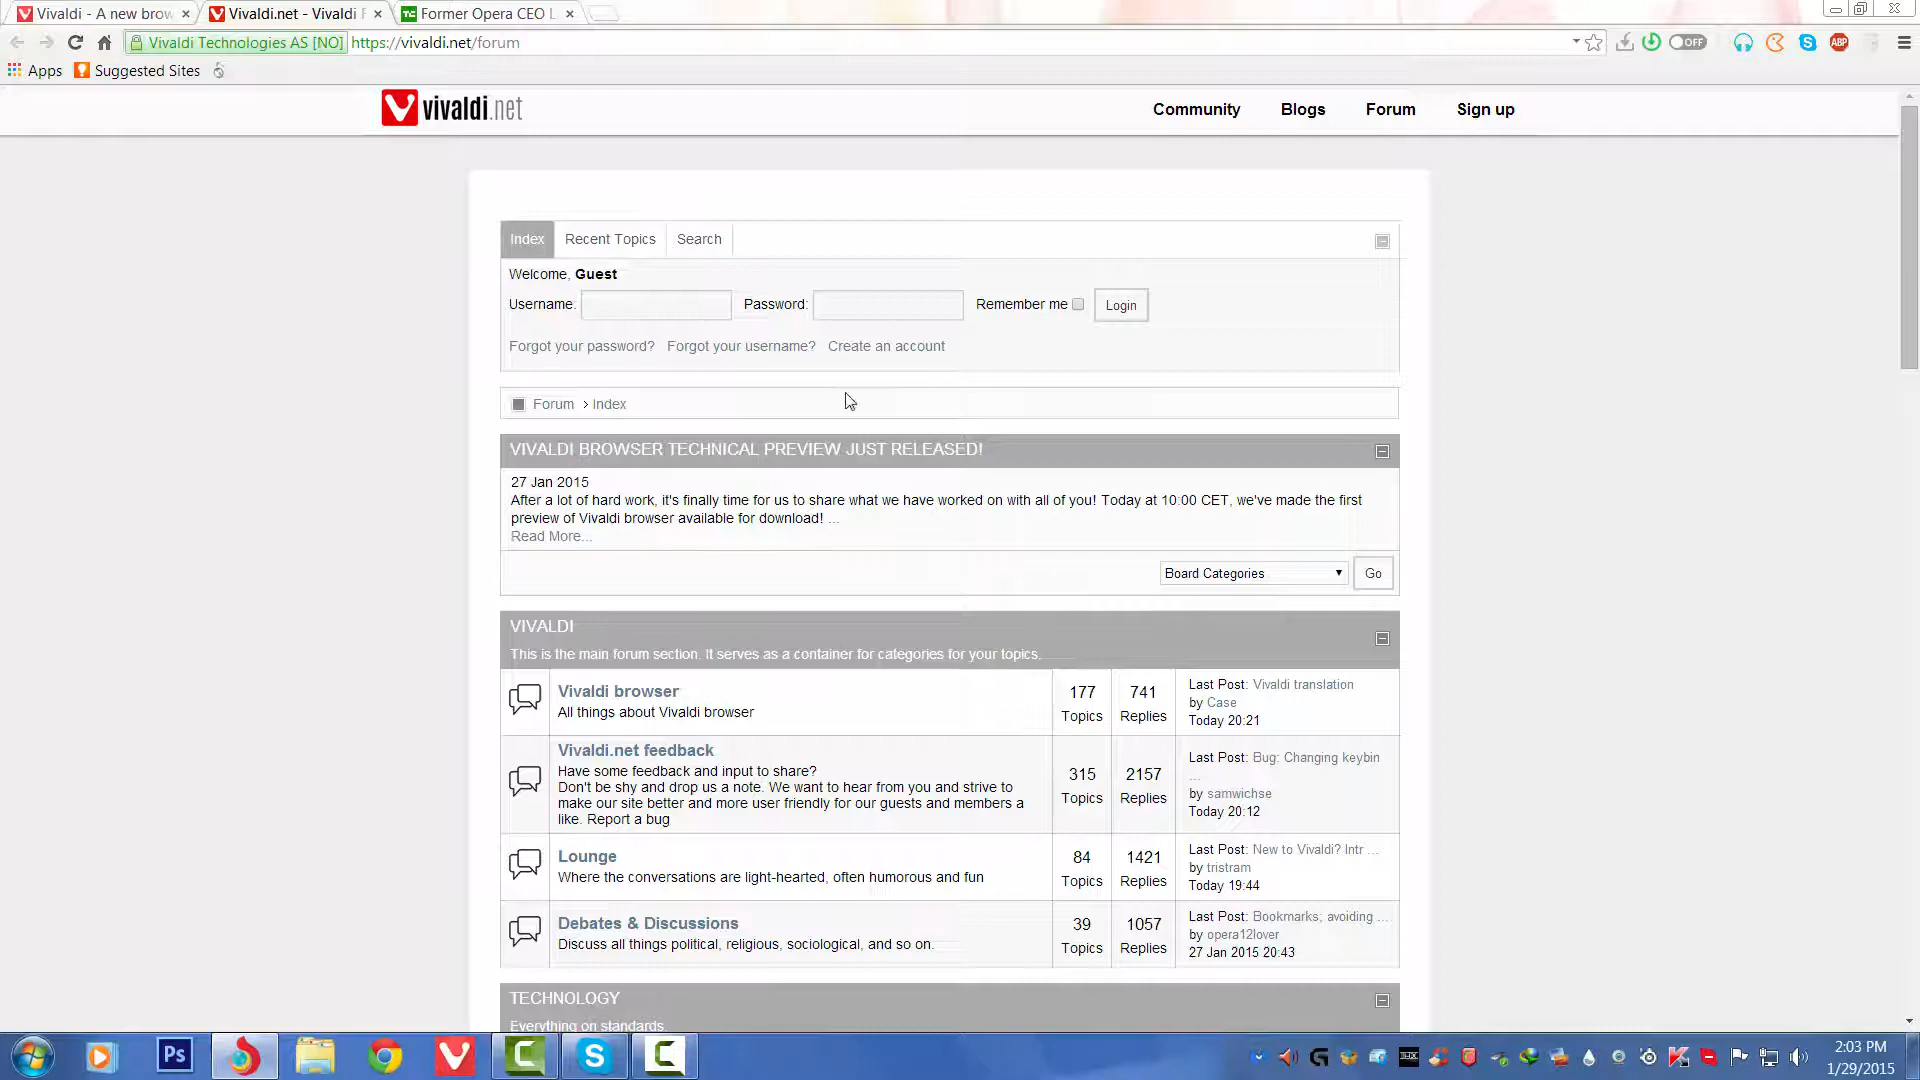 Vivaldi - A new brow
Vivaldi.net - Vivaldi F
TC Former Opera CEO L
Vivaldi Technologies AS [NO] https://vivaldi.net/forum
OFF
ABP
Apps Suggested Sites
vivaldi.net
Community Blogs Forum Sign up
Index Recent Topics Search
Welcome, Guest
Username: Password: Remember me Login
Forgot your password? Forgot your username? Create an account
Forum › Index
VIVALDI BROWSER TECHNICAL PREVIEW JUST RELEASED!
27 Jan 2015
After a lot of hard work, it's finally time for us to share what we have worked on with all of you! Today at 10:00 CET, we've made the first
preview of Vivaldi browser available for download! ...
Read More...
Board Categories Go
VIVALDI
This is the main forum section. It serves as a container for categories for your topics.
Vivaldi browser
All things about Vivaldi browser
177
Topics
741
Replies
Last Post: Vivaldi translation
by Case
Today 20:21
Vivaldi.net feedback
Have some feedback and input to share?
Don't be shy and drop us a note. We want to hear from you and strive to
make our site better and more user friendly for our guests and members a
like. Report a bug
315
Topics
2157
Replies
Last Post: Bug: Changing keybin
...
by samwichse
Today 20:12
Lounge
Where the conversations are light-hearted, often humorous and fun
84
Topics
1421
Replies
Last Post: New to Vivaldi? Intr ...
by tristram
Today 19:44
Debates & Discussions
Discuss all things political, religious, sociological, and so on.
39
Topics
1057
Replies
Last Post: Bookmarks; avoiding ...
by opera12lover
27 Jan 2015 20:43
TECHNOLOGY
Everything on standards.
Ps
2:03 PM
1/29/2015